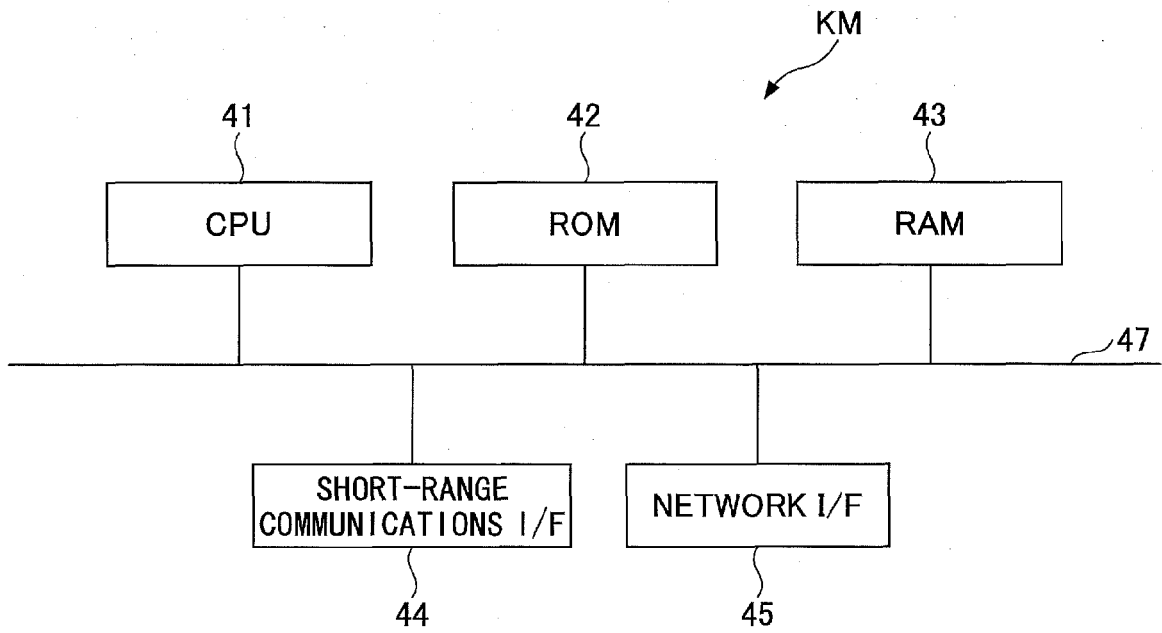 KM
41
42
43
CPU
ROM
RAM
47
SHORT-RANGE
COMMUNICATIONS I/F
NETWORK I/F
44
45